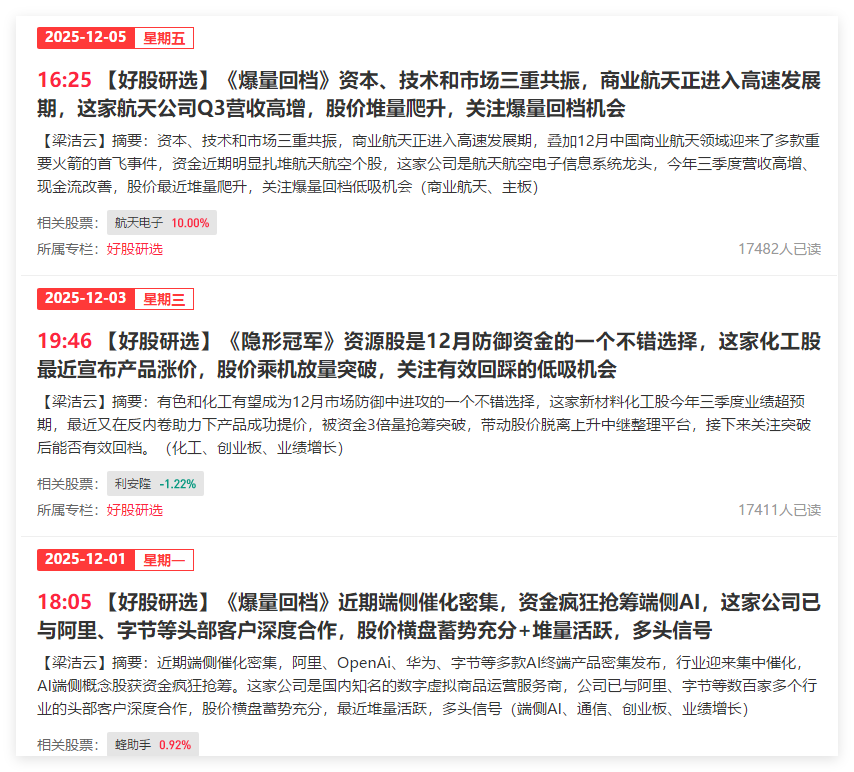 2025-12-05 星期五
16:25 【好股研选】《爆量回档》资本、技术和市场三重共振，商业航天正进入高速发展
期，这家航天公司Q3营收高增，股价堆量爬升，关注爆量回档机会
【梁洁云】摘要：资本、技术和市场三重共振，商业航天正进入高速发展期，叠加12月中国商业航天领域迎来了多款重
要火箭的首飞事件，资金近期明显扎堆航天航空个股，这家公司是航天航空电子信息系统龙头，今年三季度营收高增、
现金流改善，股价最近堆量爬升，关注爆量回档低吸机会（商业航天、主板）
相关股票： 航天电子 10.00%
所属专栏：好股研选 17482人已读
2025-12-03 星期三
19:46 【好股研选】《隐形冠军》资源股是12月防御资金的一个不错选择，这家化工股
最近宣布产品涨价，股价乘机放量突破，关注有效回踩的低吸机会
【梁洁云】摘要：有色和化工有望成为12月市场防御中进攻的一个不错选择，这家新材料化工股今年三季度业绩超预
期，最近又在反内卷助力下产品成功提价，被资金3倍量抢筹突破，带动股价脱离上升中继整理平台，接下来关注突破
后能否有效回档。（化工、创业板、业绩增长）
相关股票： 利安隆 -1.22%
所属专栏：好股研选 17411人已读
2025-12-01 星期一
18:05 【好股研选】《爆量回档》近期端侧催化密集，资金疯狂抢筹端侧AI，这家公司已
与阿里、字节等头部客户深度合作，股价横盘蓄势充分+堆量活跃，多头信号
【梁洁云】摘要：近期端侧催化密集，阿里、OpenAi、华为、字节等多款AI终端产品密集发布，行业迎来集中催化，
AI端侧概念股获资金疯狂抢筹。这家公司是国内知名的数字虚拟商品运营服务商，公司已与阿里、字节等数百家多个行
业的头部客户深度合作，股价横盘蓄势充分，最近堆量活跃，多头信号（端侧AI、通信、创业板、业绩增长）
相关股票： 蜂助手 0.92%